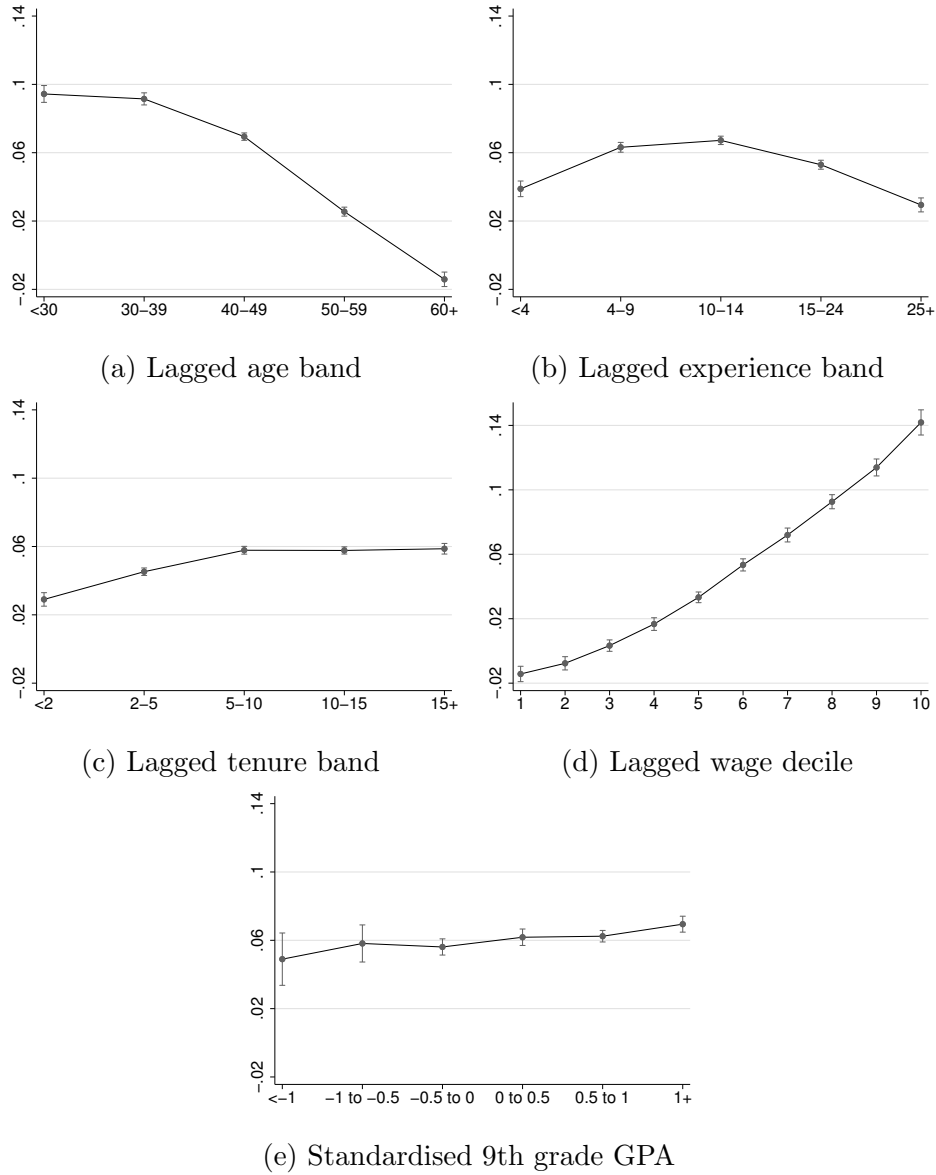 .14
.1
.06
.02
−.02
<30 30−39 40−49 50−59 60+
(a) Lagged age band
.14
.1
.06
.02
−.02
<4 4−9 10−14 15−24 25+
(b) Lagged experience band
.14
.1
.06
.02
−.02
<2 2−5 5−10 10−15 15+
(c) Lagged tenure band
.14
.1
.06
.02
−.02
1 2 3 4 5 6 7 8 9 10
(d) Lagged wage decile
.14
.1
.06
.02
−.02
<−1 −1 to −0.5 −0.5 to 0 0 to 0.5 0.5 to 1 1+
(e) Standardised 9th grade GPA